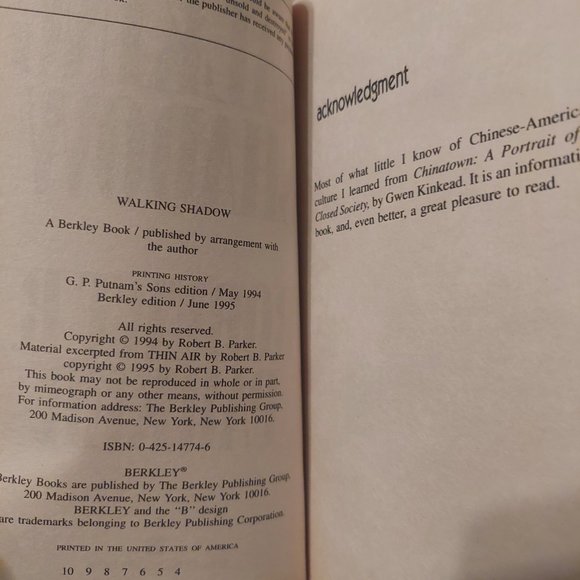 unsold and destroyed
the publisher has received any
WALKING SHADOW
A Berkley Book / published by arrangement with
the author
PRINTING HISTORY
G. P. Putnam's Sons edition / May 1994
Berkley edition / June 1995
All rights reserved.
Copyright © 1994 by Robert B. Parker.
Material excerpted from THIN AIR by Robert B. Parker
copyright © 1995 by Robert B. Parker.
This book may not be reproduced in whole or in part,
by mimeograph or any other means, without permission.
For information address: The Berkley Publishing Group,
200 Madison Avenue, New York, New York 10016.
ISBN: 0-425-14774-6
BERKLEY®
erkley Books are published by The Berkley Publishing Group,
200 Madison Avenue, New York, New York 10016.
BERKLEY and the "B" design
are trademarks belonging to Berkley Publishing Corporation.
PRINTED IN THE UNITED STATES OF AMERICA
10 9 8 7 6 5 4
acknowledgment
Most of what little I know of Chinese-Americ
culture I learned from Chinatown: A Portrait of
Closed Society, by Gwen Kinkead. It is an informati
book, and, even better, a great pleasure to read.